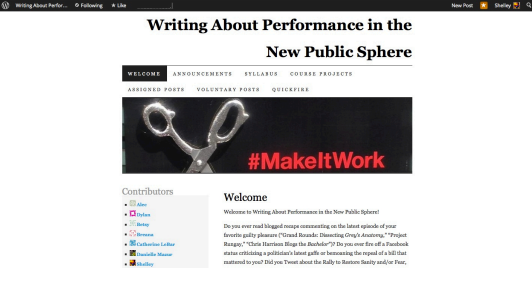 Writing About Perfor...
Following
Like
New Post
Shelley
Writing About Performance in the
New Public Sphere
WELCOME
ANNOUNCEMENTS
SYLLABUS
COURSE PROJECTS
ASSIGNED POSTS
VOLUNTARY POSTS
QUICKFIRE
#MakeItWork
Contributors
Alec
Dylan
Betsy
Breana
Catherine LoBar
Danielle Mazur
Shelley
Welcome
Welcome to Writing About Performance in the New Public Sphere!
Do you ever read blogged recaps commenting on the latest episode of your
favorite guilty pleasure ("Grand Rounds: Dissecting Grey's Anatomy," "Project
Rungay," "Chris Harrison Blogs the Bachelor")? Do you ever fire off a Facebook
status criticizing a politician's latest gaffe or bemoaning the repeal of a bill that
mattered to you? Did you Tweet about the Rally to Restore Sanity and/or Fear,